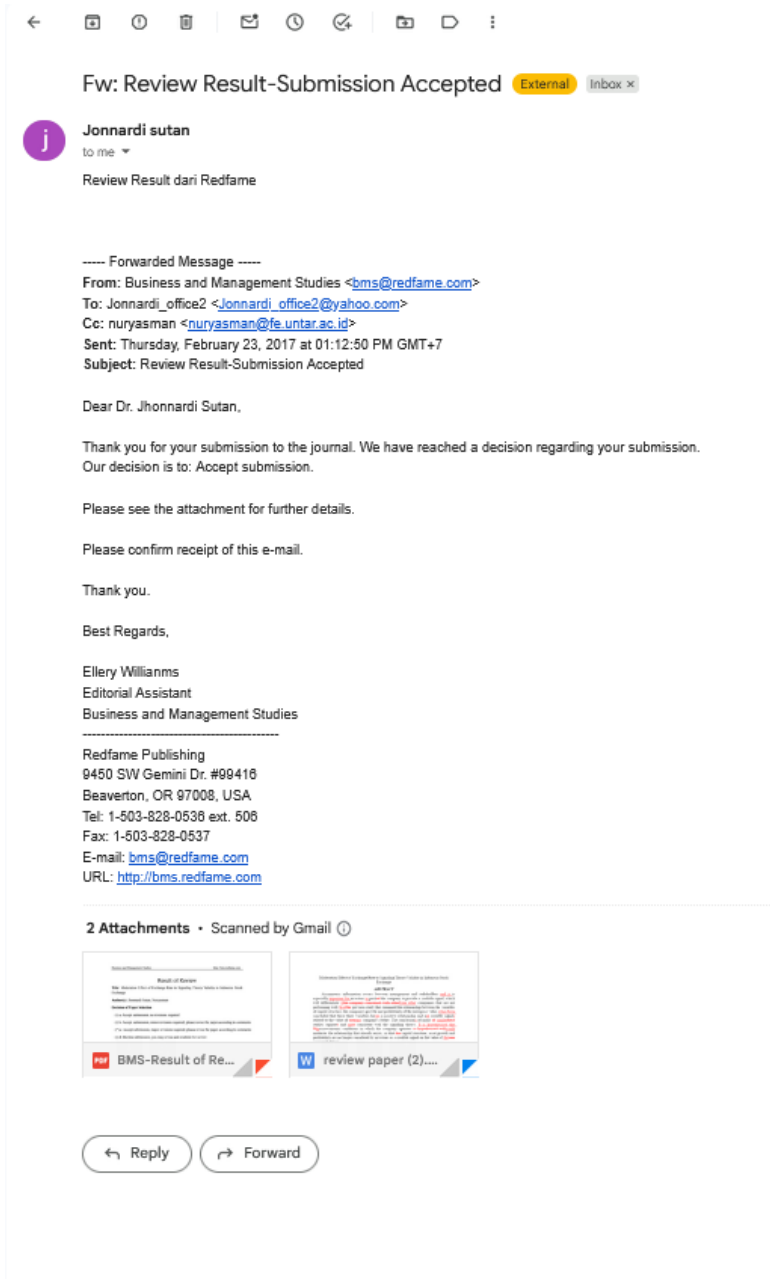 Fw: Review Result-Submission Accepted External Inbox ×
j
Jonnardi sutan
to me
Review Result dari Redfame
----- Forwarded Message -----
From: Business and Management Studies <bms@redfame.com>
To: Jonnardi_office2 <Jonnardi_office2@yahoo.com>
Cc: nuryasman <nuryasman@fe.untar.ac.id>
Sent: Thursday, February 23, 2017 at 01:12:50 PM GMT+7
Subject: Review Result-Submission Accepted
Dear Dr. Jhonnardi Sutan,
Thank you for your submission to the journal. We have reached a decision regarding your submission.
Our decision is to: Accept submission.
Please see the attachment for further details.
Please confirm receipt of this e-mail.
Thank you.
Best Regards,
Ellery Willianms
Editorial Assistant
Business and Management Studies
-------------------------------------------
Redfame Publishing
9450 SW Gemini Dr. #99416
Beaverton, OR 97008, USA
Tel: 1-503-828-0536 ext. 506
Fax: 1-503-828-0537
E-mail: bms@redfame.com
URL: http://bms.redfame.com
2 Attachments • Scanned by Gmail
Result of Review
ABSTRACT
PDF BMS-Result of Re...
W review paper (2)....
Reply Forward